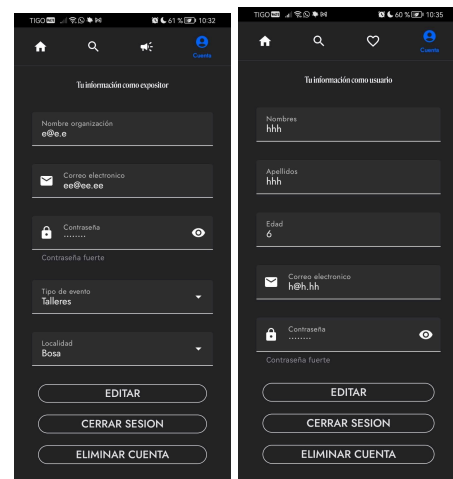 TIGO
61 %
10:32
Cuenta
Tu información como expositor
Nombre organización
e@e.e
Correo electronico
ee@ee.ee
Contraseña
........
Contraseña fuerte
Tipo de evento
Talleres
Localidad
Bosa
EDITAR
CERRAR SESION
ELIMINAR CUENTA
TIGO
60 %
10:35
Cuenta
Tu información como usuario
Nombres
hhh
Apellidos
hhh
Edad
6
Correo electronico
h@h.hh
Contraseña
........
Contraseña fuerte
EDITAR
CERRAR SESION
ELIMINAR CUENTA